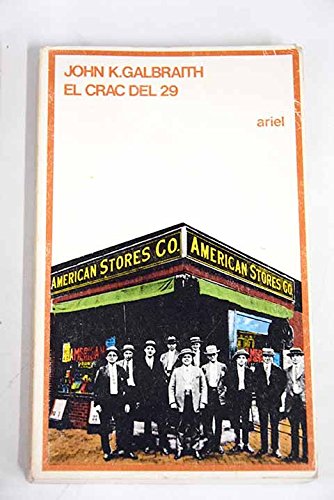 JOHN K.GALBRAITH
EL CRAC DEL 29
ariel
AMERICAN STORES CO.
AMERICAN STORES CO.